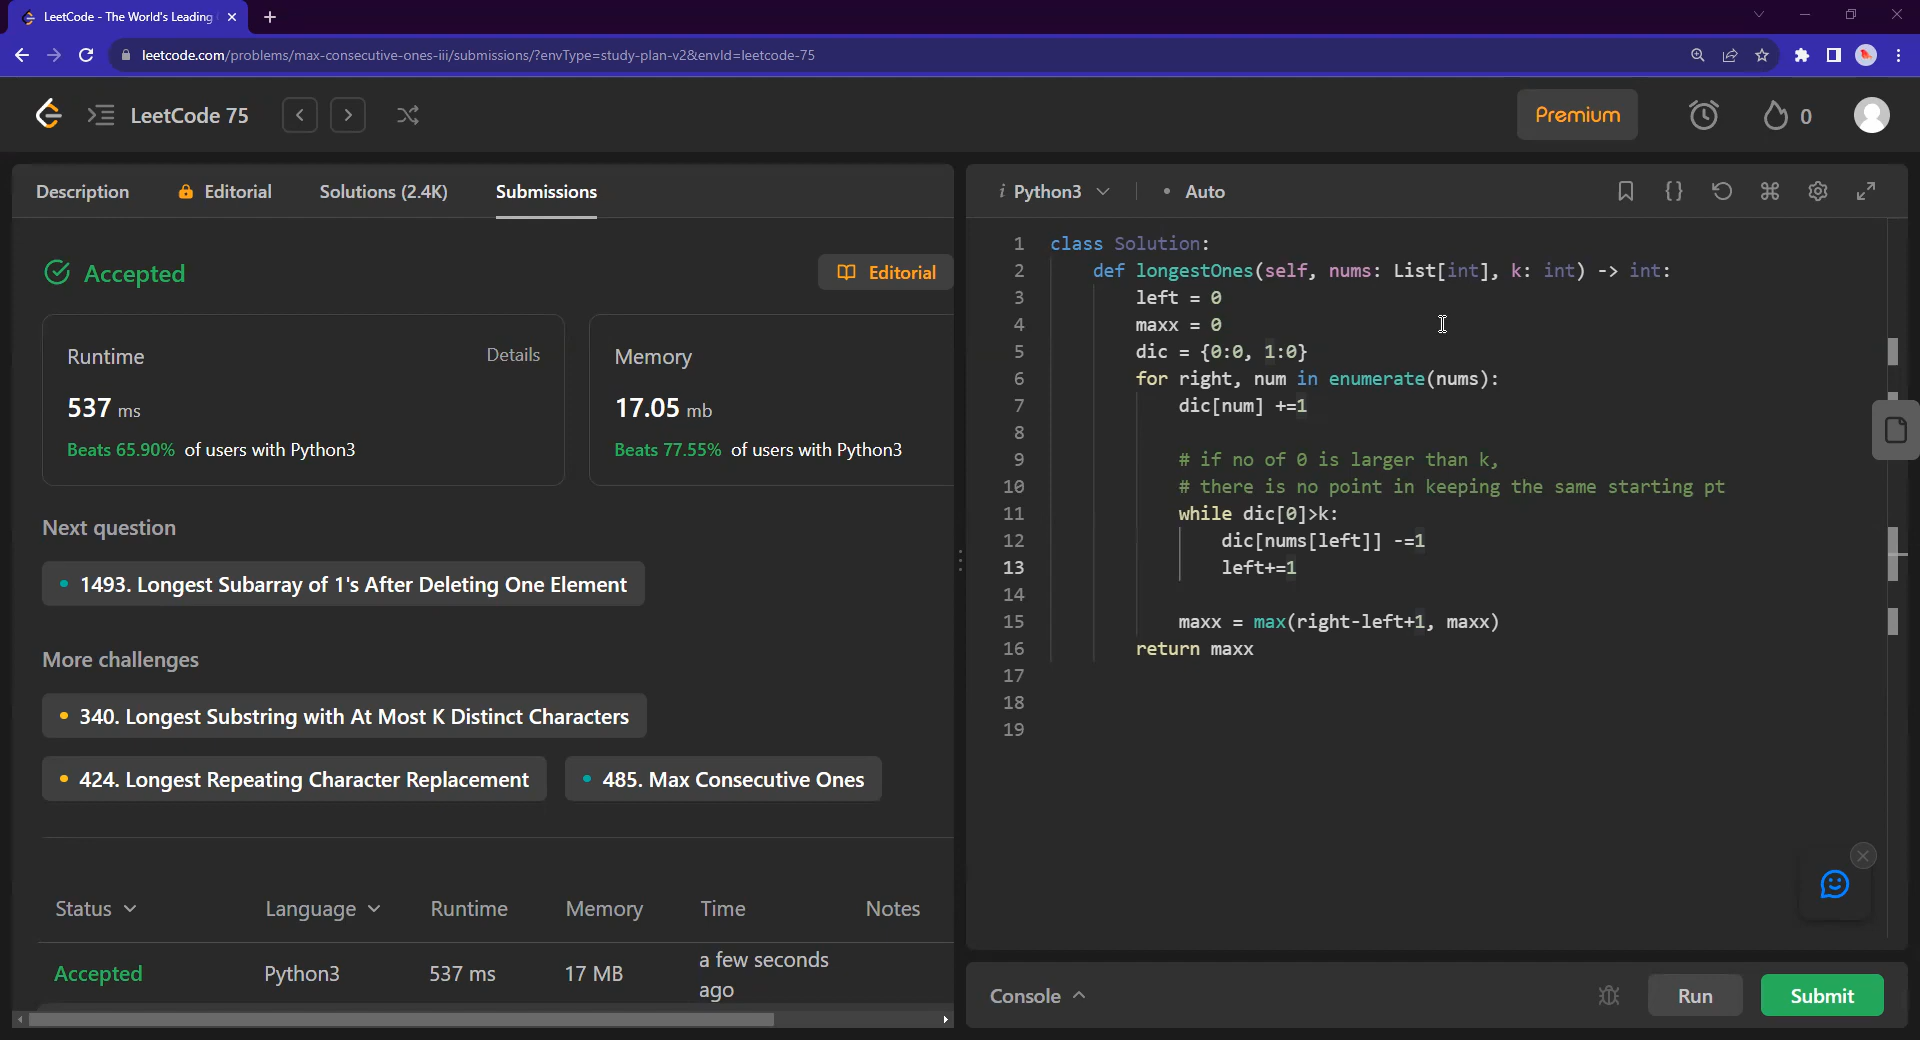 LeetCode - The World's Leading
leetcode.com/problems/max-consecutive-ones-iii/submissions/?envType=study-plan-v2&envId=leetcode-75
LeetCode 75
Premium
0
Description
Editorial
Solutions (2.4K)
Submissions
Accepted
Editorial
Runtime
Details
537 ms
Beats 65.90% of users with Python3
Memory
17.05 mb
Beats 77.55% of users with Python3
Next question
1493. Longest Subarray of 1's After Deleting One Element
More challenges
340. Longest Substring with At Most K Distinct Characters
424. Longest Repeating Character Replacement
485. Max Consecutive Ones
Status
Language
Runtime
Memory
Time
Notes
Accepted
Python3
537 ms
17 MB
a few seconds
ago
i Python3
Auto
1 class Solution:
2 def longestOnes(self, nums: List[int], k: int) -> int:
3 left = 0
4 maxx = 0
5 dic = {0:0, 1:0}
6 for right, num in enumerate(nums):
7 dic[num] +=1
8
9 # if no of 0 is larger than k,
10 # there is no point in keeping the same starting pt
11 while dic[0]>k:
12 dic[nums[left]] -=1
13 left+=1
14
15 maxx = max(right-left+1, maxx)
16 return maxx
17
18
19
Console
Run
Submit